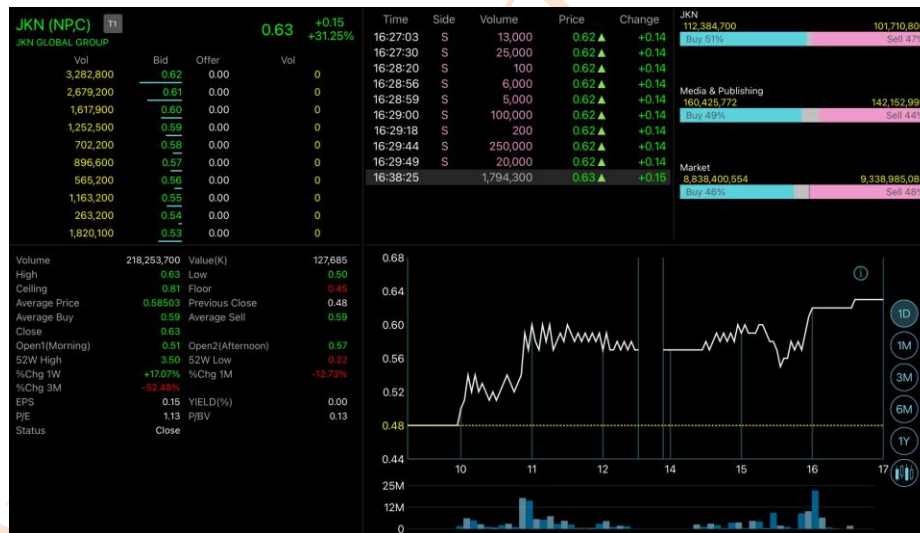 JKN (NP,C) T1 0.63 +0.15
JKN GLOBAL GROUP +31.25%
Vol Bid Offer Vol
3,282,800 0.62 0.00 0
2,679,200 0.61 0.00 0
1,617,900 0.60 0.00 0
1,252,500 0.59 0.00 0
702,200 0.58 0.00 0
896,600 0.57 0.00 0
565,200 0.56 0.00 0
1,163,200 0.55 0.00 0
263,200 0.54 0.00 0
1,820,100 0.53 0.00 0
Time Side Volume Price Change
16:27:03 S 13,000 0.62▲ +0.14
16:27:30 S 25,000 0.62▲ +0.14
16:28:20 S 100 0.62▲ +0.14
16:28:56 S 6,000 0.62▲ +0.14
16:28:59 S 5,000 0.62▲ +0.14
16:29:00 S 100,000 0.62▲ +0.14
16:29:18 S 200 0.62▲ +0.14
16:29:44 S 250,000 0.62▲ +0.14
16:29:49 S 20,000 0.62▲ +0.14
16:38:25 1,794,300 0.63▲ +0.15
JKN
112,384,700 101,710,80
Buy 51% Sell 47%
Media & Publishing
160,425,772 142,152,99
Buy 49% Sell 44%
Market
8,838,400,554 9,338,985,08
Buy 46% Sell 48%
Volume 218,253,700 Value(K) 127,685
High 0.63 Low 0.50
Ceiling 0.81 Floor 0.45
Average Price 0.58503 Previous Close 0.48
Average Buy 0.59 Average Sell 0.59
Close 0.63
Open1(Morning) 0.51 Open2(Afternoon) 0.57
52W High 3.50 52W Low 0.22
%Chg 1W +17.07% %Chg 1M -12.73%
%Chg 3M -52.48%
EPS 0.15 YIELD(%) 0.00
P/E 1.13 P/BV 0.13
Status Close
0.68
0.64
0.60
0.56
0.52
0.48
0.44
10 11 12 14 15 16 17
25M
12M
0
1D
1M
3M
6M
1Y